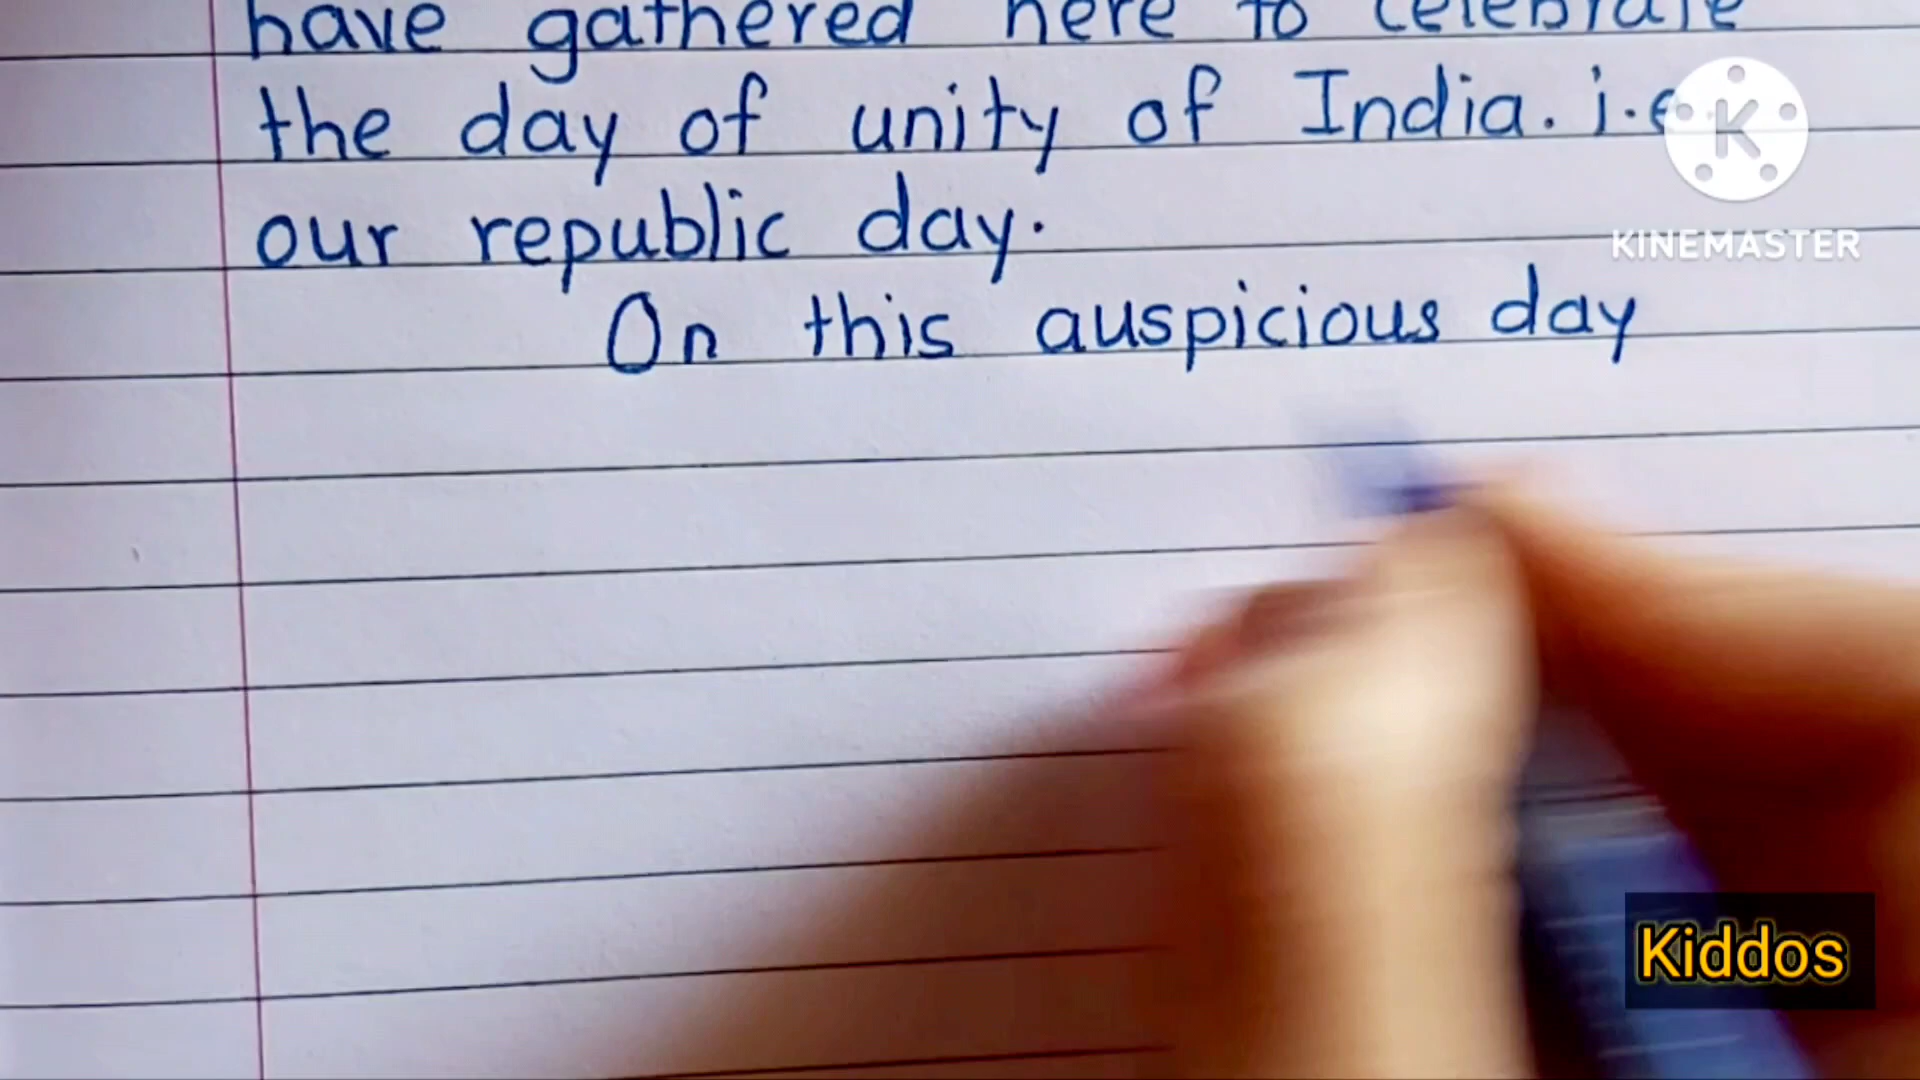 have gathered here to celebrate
the day of unity of India. i.e
our republic day.
On this auspicious day
KINEMASTER
Kiddos